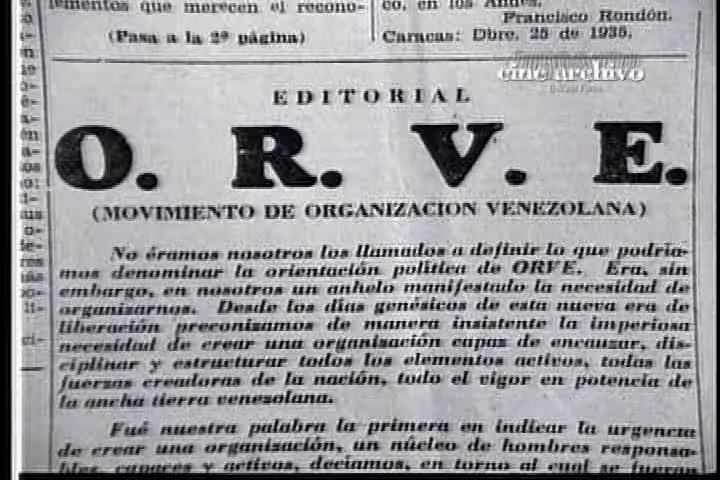 ementos que merecen el recono-
(Pasa a la 2ª página)
co, en los Andes.
Francisco Rondón.
Caracas: Dbre. 25 de 1935.
cine archivo
EDITORIAL
O. R. V. E.
(MOVIMIENTO DE ORGANIZACION VENEZOLANA)
No éramos nosotros los llamados a definir lo que podría-
mos denominar la orientación política de ORVE. Era, sin
embargo, en nosotros un anhelo manifestado la necesidad de
organizarnos. Desde los días genésicos de esta nueva era de
liberación preconizamos de manera insistente la imperiosa
necesidad de crear una organización capaz de encauzar, dis-
ciplinar y estructurar todos los elementos activos, todas las
fuerzas creadoras de la nación, todo el vigor en potencia de
la ancha tierra venezolana.
Fué nuestra palabra la primera en indicar la urgencia
de crear una organización, un núcleo de hombres responsa-
bles, capaces y activos, decíamos, en torno al cual se fueran